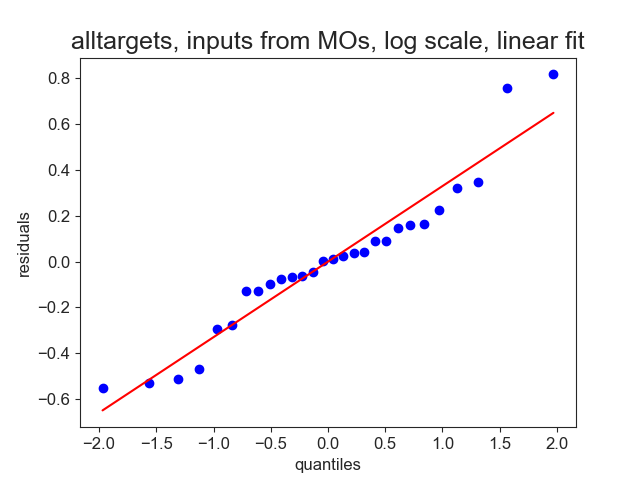 alltargets, inputs from MOs, log scale, linear fit
0.8
0.6
0.4
0.2
0.0
−0.2
−0.4
−0.6
residuals
−2.0 −1.5 −1.0 −0.5 0.0 0.5 1.0 1.5 2.0
quantiles